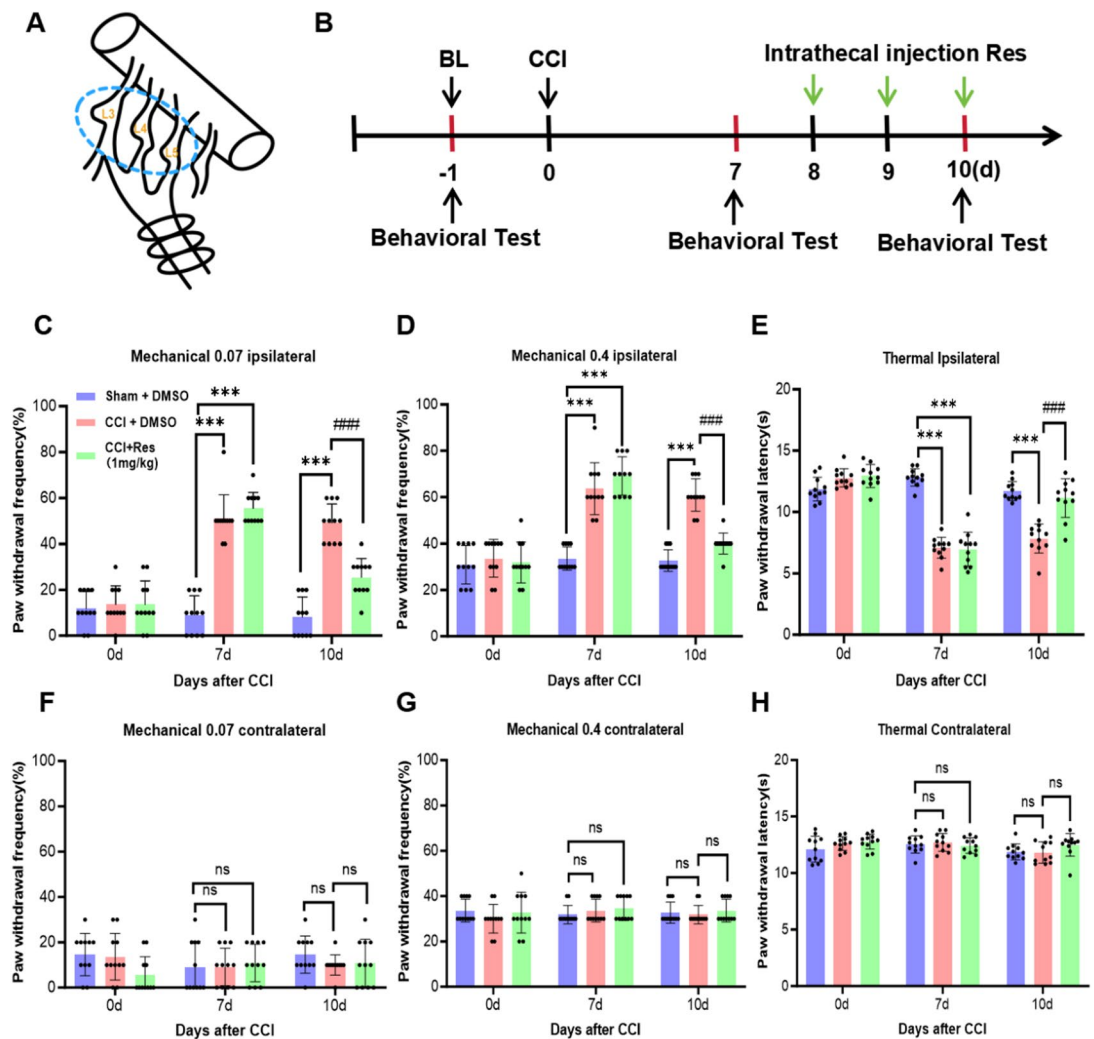 A
L3
L4
L5
B
BL
CCI
Intrathecal injection Res
-1
0
7
8
9
10(d)
Behavioral Test
Behavioral Test
Behavioral Test
C
Mechanical 0.07 ipsilateral
Sham + DMSO
CCI + DMSO
CCI+Res
(1mg/kg)
Paw withdrawal frequency(%)
100
80
60
40
20
0
***
***
***
###
0d
7d
10d
Days after CCI
D
Mechanical 0.4 ipsilateral
Paw withdrawal frequency(%)
100
80
60
40
20
0
***
***
***
###
0d
7d
10d
Days after CCI
E
Thermal Ipsilateral
Paw withdrawal latency(s)
20
15
10
5
0
***
***
***
###
0d
7d
10d
Days after CCI
F
Mechanical 0.07 contralateral
Paw withdrawal frequency(%)
100
80
60
40
20
0
ns
ns
ns
ns
0d
7d
10d
Days after CCI
G
Mechanical 0.4 contralateral
Paw withdrawal frequency(%)
100
80
60
40
20
0
ns
ns
ns
ns
0d
7d
10d
Days after CCI
H
Thermal Contralateral
Paw withdrawal latency(s)
20
15
10
5
0
ns
ns
ns
ns
0d
7d
10d
Days after CCI